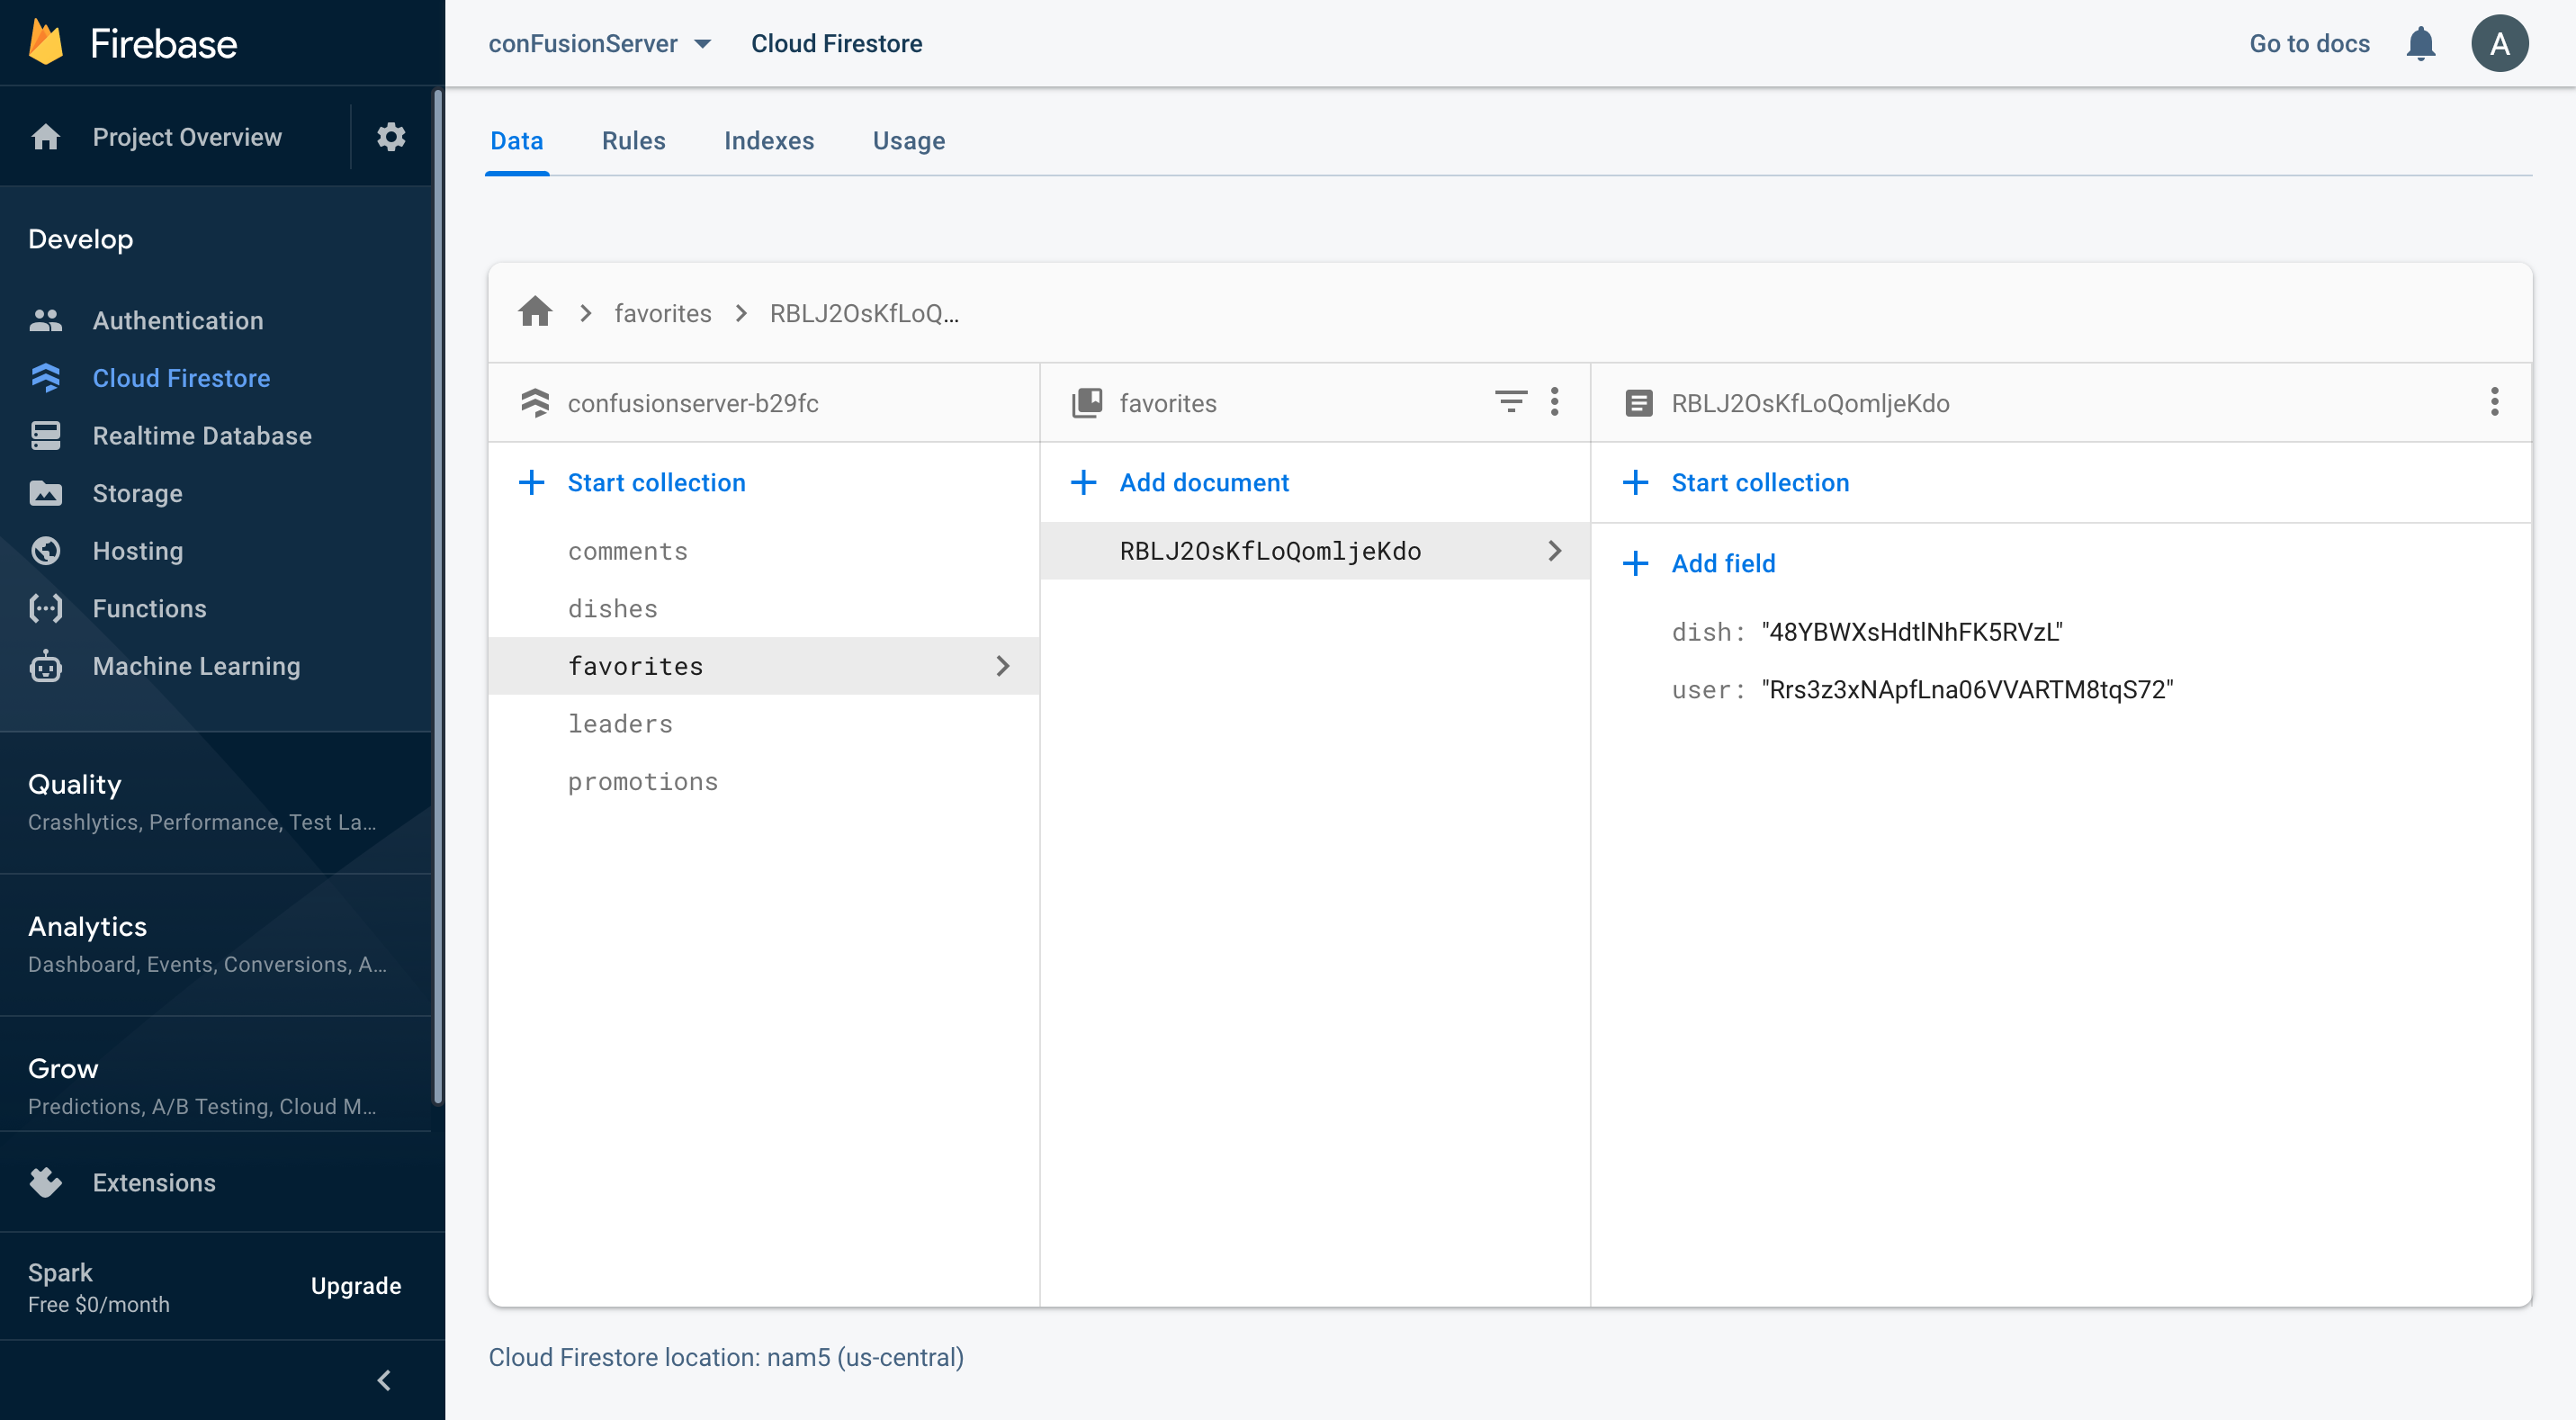 Firebase
conFusionServer
Cloud Firestore
Go to docs
A
Project Overview
Data
Rules
Indexes
Usage
Develop
Authentication
Cloud Firestore
Realtime Database
Storage
Hosting
Functions
Machine Learning
Quality
Crashlytics, Performance, Test La...
Analytics
Dashboard, Events, Conversions, A...
Grow
Predictions, A/B Testing, Cloud M...
Extensions
Spark
Free $0/month
Upgrade
favorites
RBLJ2OsKfLoQ...
confusionserver-b29fc
Start collection
comments
dishes
favorites
leaders
promotions
favorites
Add document
RBLJ2OsKfLoQomljeKdo
RBLJ2OsKfLoQomljeKdo
Start collection
Add field
dish: "48YBWXsHdtlNhFK5RVzL"
user: "Rrs3z3xNApfLna06VVARTM8tqS72"
Cloud Firestore location: nam5 (us-central)